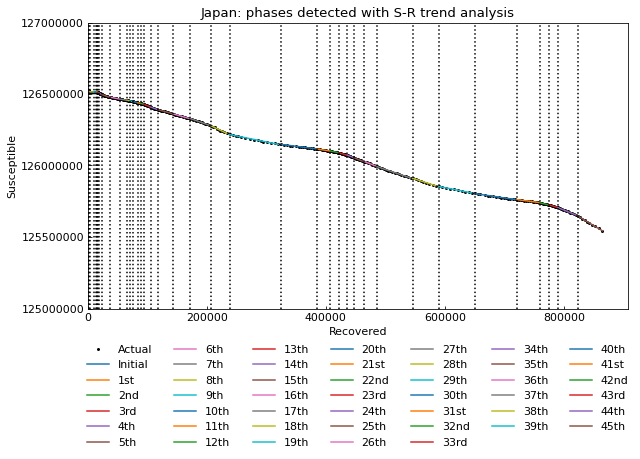 Japan: phases detected with S-R trend analysis
127000000
126500000
126000000
125500000
125000000
Susceptible
0 200000 400000 600000 800000
Recovered
Actual 6th 13th 20th 27th 34th 40th
Initial 7th 14th 21st 28th 35th 41st
1st 8th 15th 22nd 29th 36th 42nd
2nd 9th 16th 23rd 30th 37th 43rd
3rd 10th 17th 24th 31st 38th 44th
4th 11th 18th 25th 32nd 39th 45th
5th 12th 19th 26th 33rd